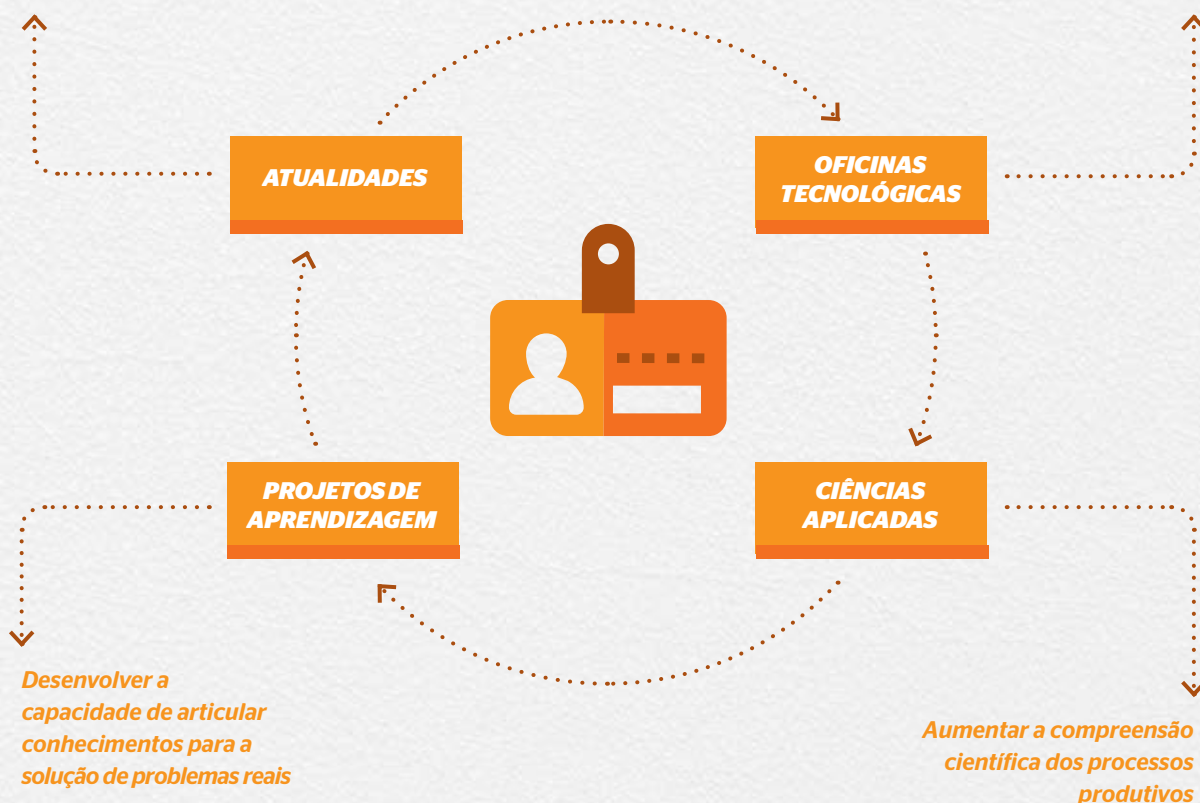 ATUALIDADES
OFICINAS
TECNOLÓGICAS
PROJETOS DE
APRENDIZAGEM
CIÊNCIAS
APLICADAS
Desenvolver a
capacidade de articular
conhecimentos para a
solução de problemas reais
Aumentar a compreensão
científica dos processos
produtivos